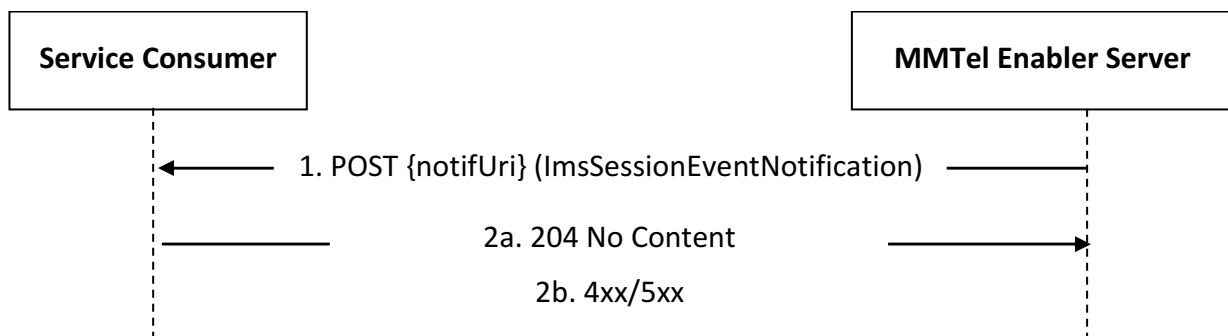 Service Consumer
MMTel Enabler Server
1. POST {notifUri} (ImsSessionEventNotification)
2a. 204 No Content
2b. 4xx/5xx